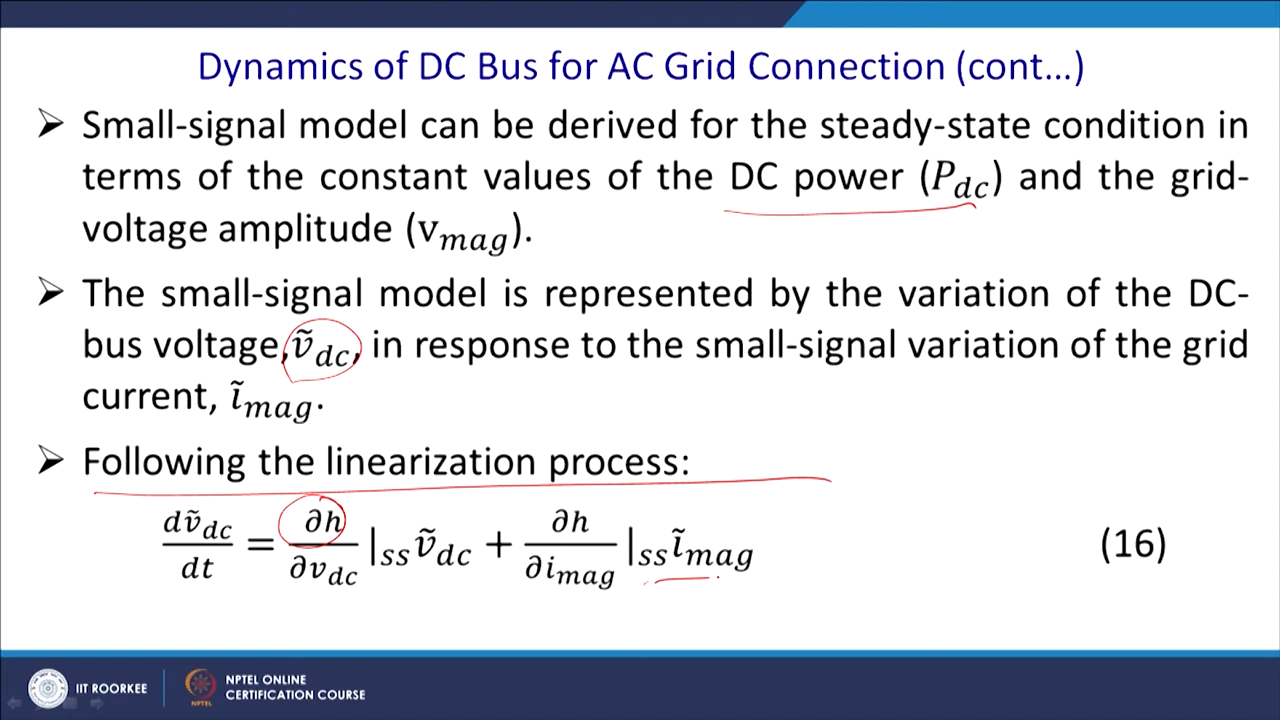 Dynamics of DC Bus for AC Grid Connection (cont...)
➢ Small-signal model can be derived for the steady-state condition in
terms of the constant values of the DC power (P_dc) and the grid-
voltage amplitude (v_mag).
➢ The small-signal model is represented by the variation of the DC-
bus voltage, ṽ_dc, in response to the small-signal variation of the grid
current, ĩ_mag.
➢ Following the linearization process:
dṽ_dc/dt = ∂h/∂v_dc |_ss ṽ_dc + ∂h/∂i_mag |_ss ĩ_mag (16)
IIT ROORKEE
NPTEL ONLINE
CERTIFICATION COURSE
NPTEL